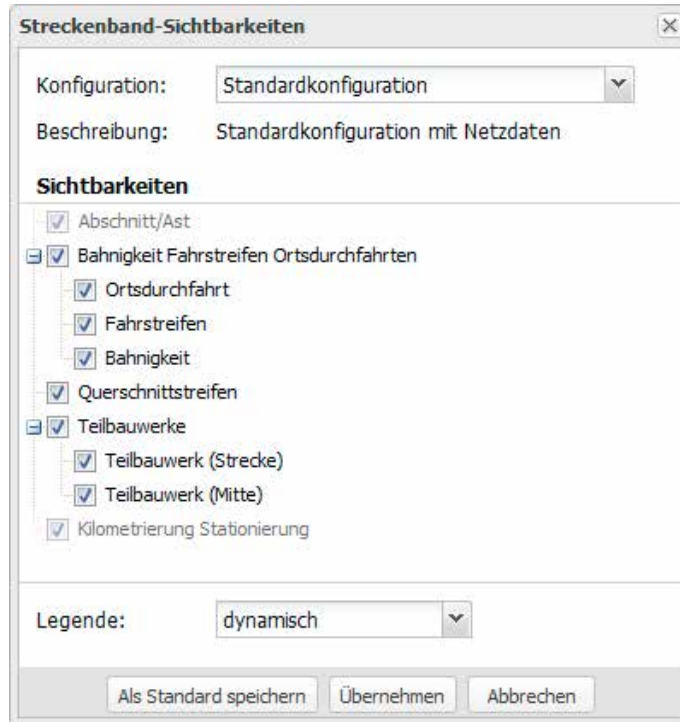 Streckenband-Sichtbarkeiten
Konfiguration: Standardkonfiguration
Beschreibung: Standardkonfiguration mit Netzdaten
Sichtbarkeiten
Abschnitt/Ast
Bahnigkeit Fahrstreifen Ortsdurchfahrten
Ortsdurchfahrt
Fahrstreifen
Bahnigkeit
Querschnittstreifen
Teilbauwerke
Teilbauwerk (Strecke)
Teilbauwerk (Mitte)
Kilometrierung Stationierung
Legende: dynamisch
Als Standard speichern Übernehmen Abbrechen